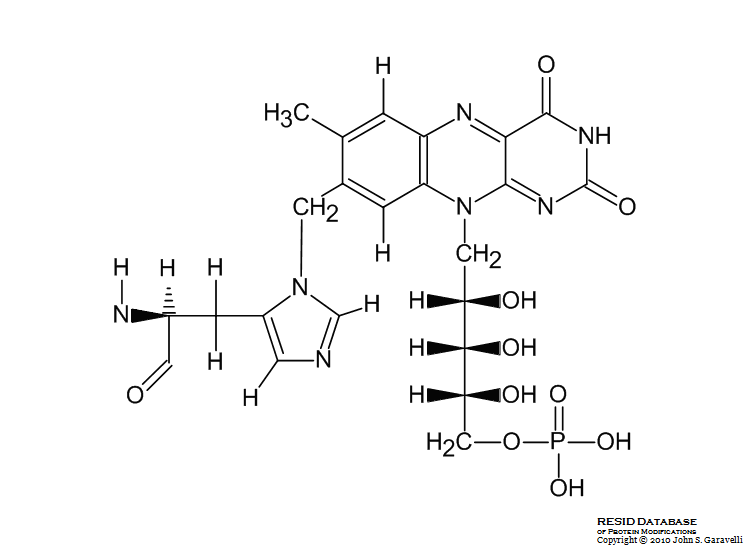 H O
H3C N NH
CH2 N N O
H CH2
H H H N H H OH
N H OH
H N H OH O
O H H2C O P OH
OH
RESID DATABASE
OF PROTEIN MODIFICATIONS
Copyright © 2010 John S. Garavelli